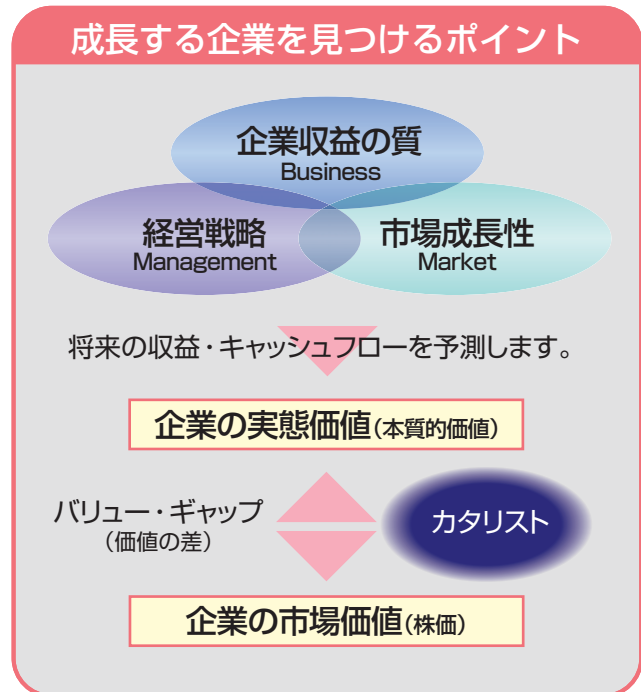 成長する企業を見つけるポイント
企業収益の質
Business
経営戦略
Management
市場成長性
Market
将来の収益・キャッシュフローを予測します。
企業の実態価値(本質的価値)
バリュー・ギャップ
(価値の差)
カタリスト
企業の市場価値(株価)